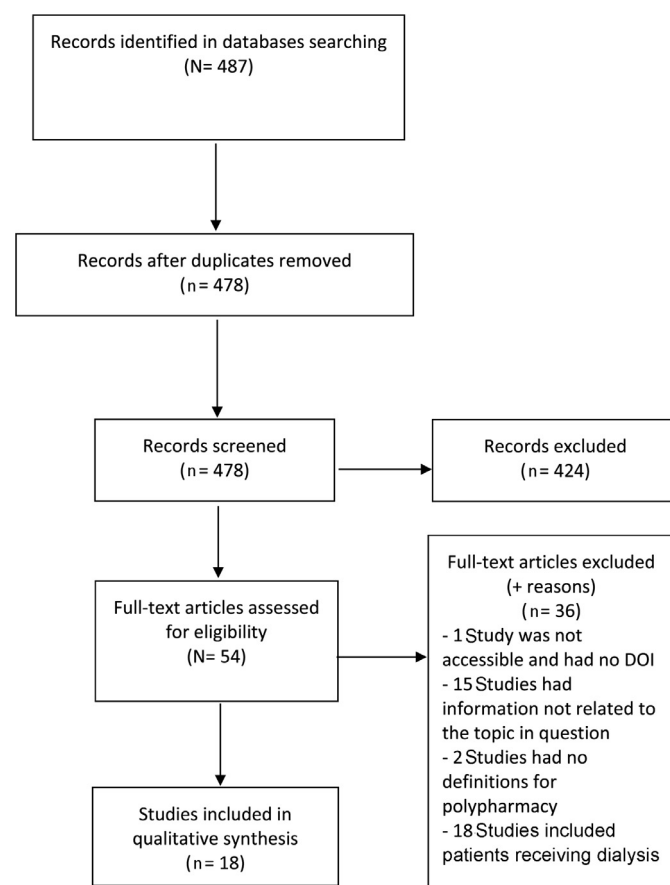 Records identified in databases searching
(N= 487)
Records after duplicates removed
(n = 478)
Records screened
(n = 478)
Records excluded
(n = 424)
Full-text articles assessed
for eligibility
(N= 54)
Full-text articles excluded
(+ reasons)
(n = 36)
- 1 Study was not
accessible and had no DOI
- 15 Studies had
information not related to
the topic in question
- 2 Studies had no
definitions for
polypharmacy
- 18 Studies included
patients receiving dialysis
Studies included in
qualitative synthesis
(n = 18)